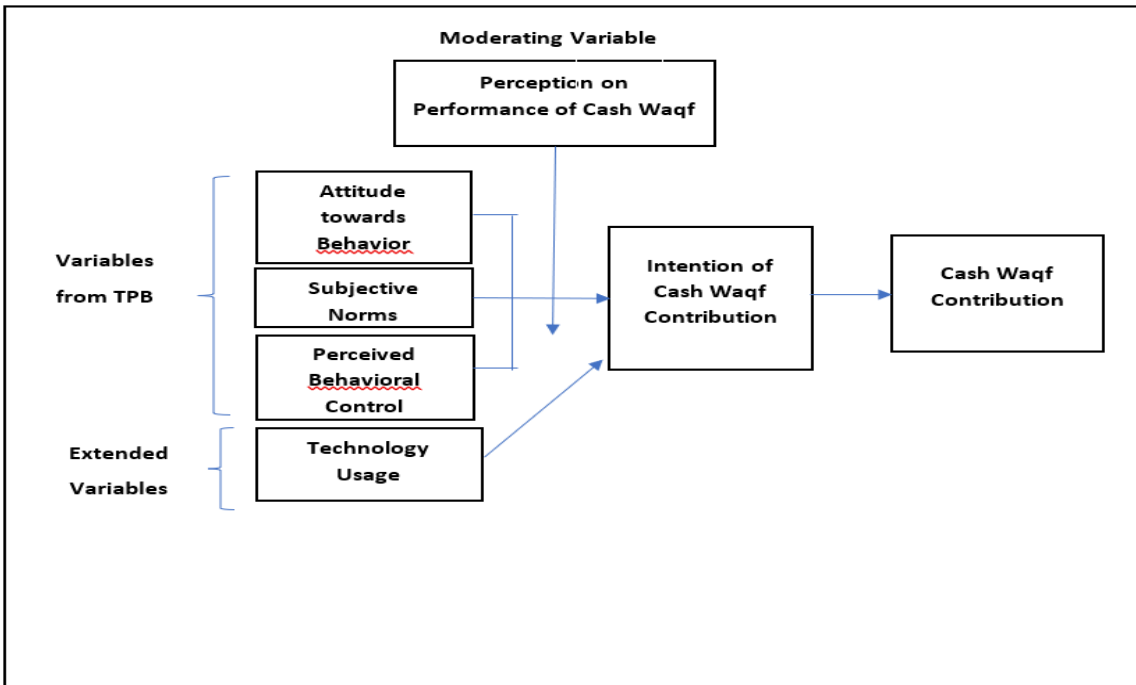 Moderating Variable
Perception on
Performance of Cash Waqf
Attitude
towards
Behavior
Variables
from TPB
Subjective
Norms
Perceived
Behavioral
Control
Extended
Variables
Technology
Usage
Intention of
Cash Waqf
Contribution
Cash Waqf
Contribution